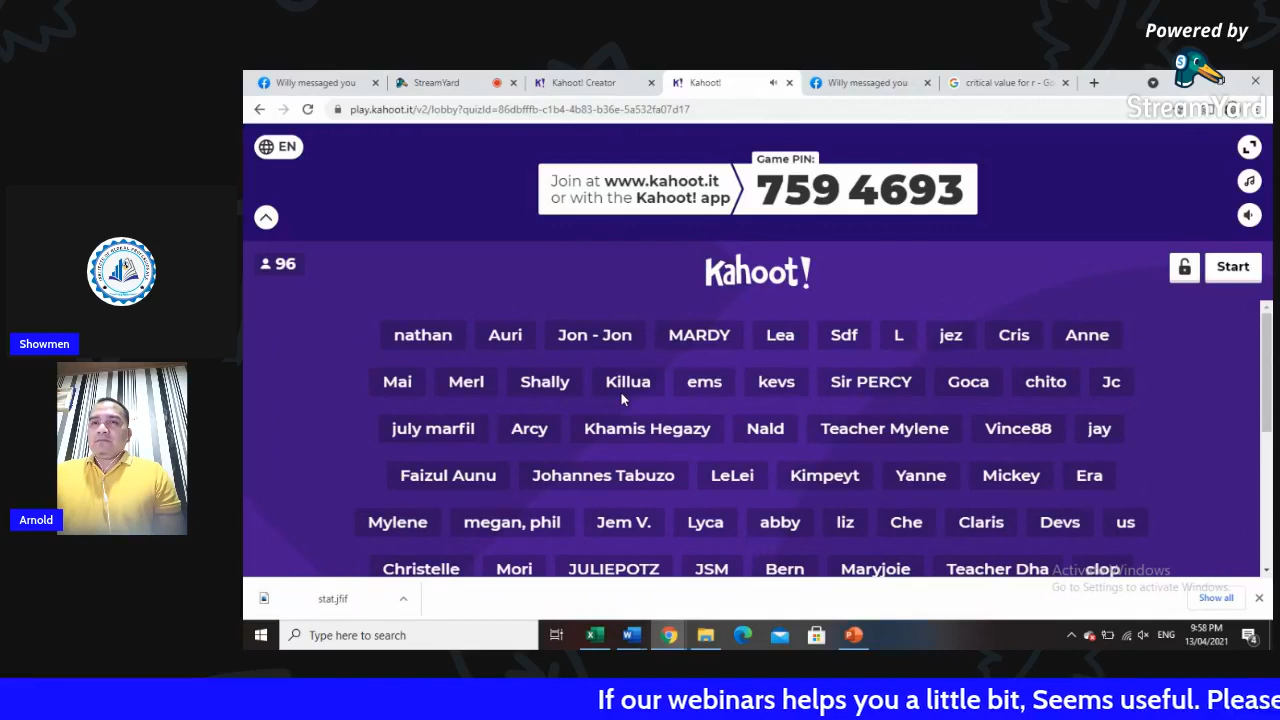 Powered by
StreamYard
Willy messaged you
StreamYard
Kahoot! Creator
Kahoot!
Willy messaged you
critical value for r - Go
play.kahoot.it/v2/lobby?quizId=86dbfffb-c1b4-4b83-b36e-5a532fa07d17
EN
Join at www.kahoot.it
or with the Kahoot! app
Game PIN:
759 4693
96
Kahoot!
Start
nathan Auri Jon - Jon MARDY Lea Sdf L jez Cris Anne
Mai Merl Shally Killua ems kevs Sir PERCY Goca chito Jc
july marfil Arcy Khamis Hegazy Nald Teacher Mylene Vince88 jay
Faizul Aunu Johannes Tabuzo LeLei Kimpeyt Yanne Mickey Era
Mylene megan, phil Jem V. Lyca abby liz Che Claris Devs us
Christelle Mori JULIEPOTZ JSM Bern Maryjoie Teacher Dha clop
Activate Windows
Go to Settings to activate Windows.
Showmen
Arnold
stat.jfif
Show all
Type here to search
ENG
9:58 PM
13/04/2021
4
If our webinars helps you a little bit, Seems useful. Please